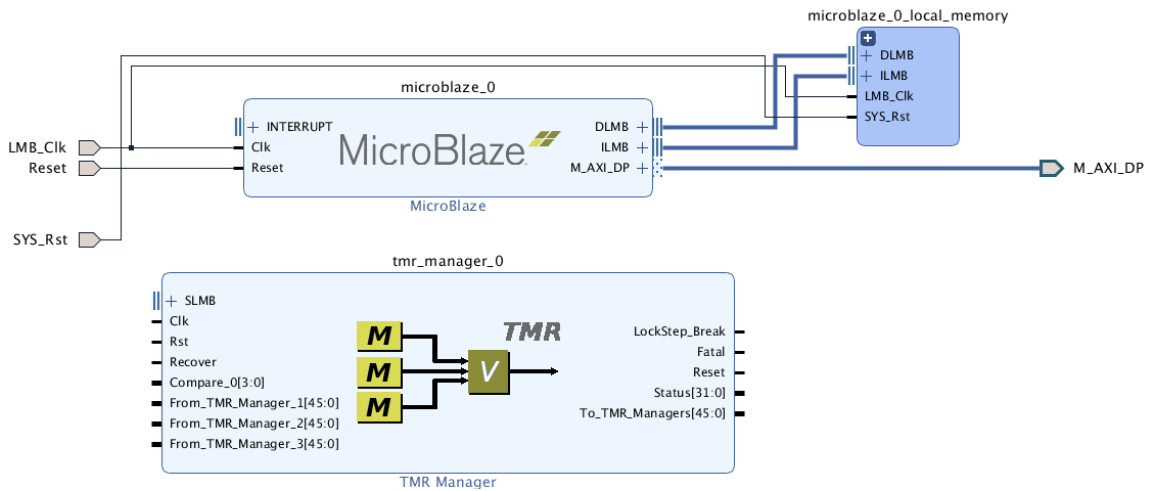 microblaze_0_local_memory
DLMB
ILMB
LMB_Clk
SYS_Rst
microblaze_0
INTERRUPT
Clk
Reset
MicroBlaze
DLMB
ILMB
M_AXI_DP
MicroBlaze
LMB_Clk
Reset
SYS_Rst
M_AXI_DP
tmr_manager_0
SLMB
Clk
Rst
Recover
Compare_0[3:0]
From_TMR_Manager_1[45:0]
From_TMR_Manager_2[45:0]
From_TMR_Manager_3[45:0]
TMR
M
M
M
V
LockStep_Break
Fatal
Reset
Status[31:0]
To_TMR_Managers[45:0]
TMR Manager